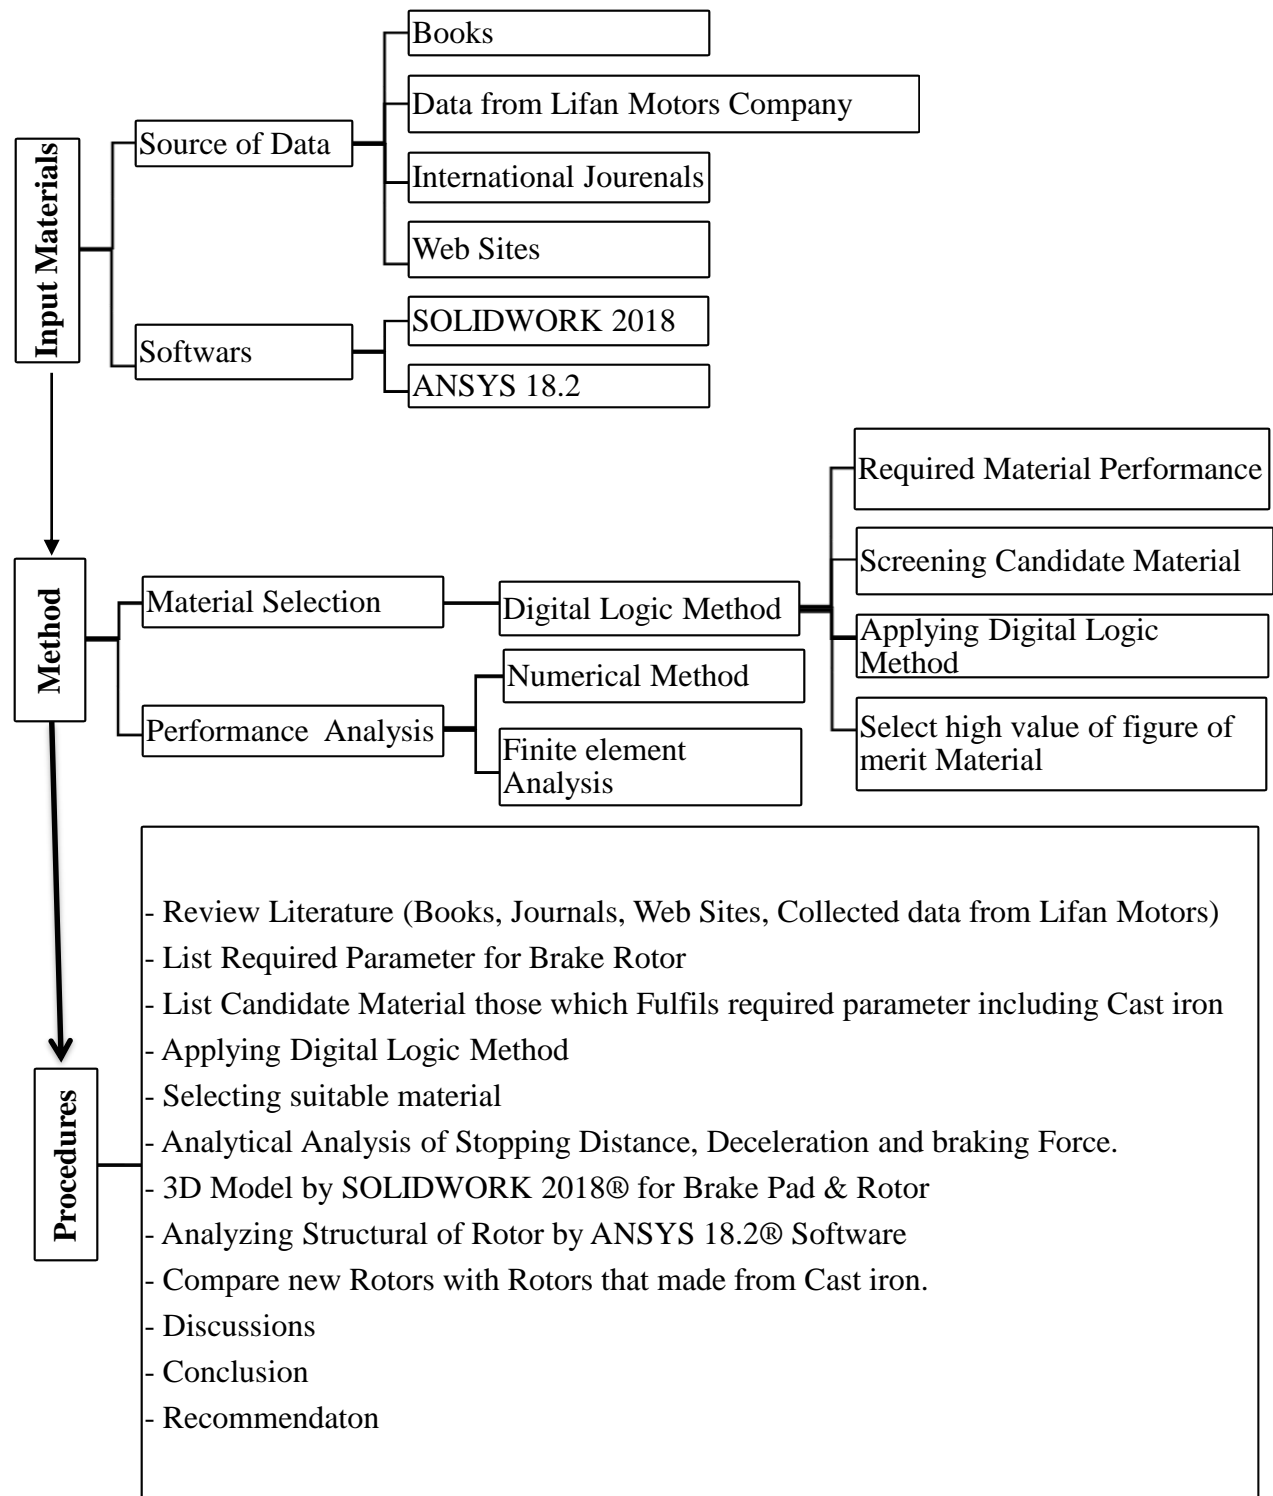 Books
Data from Lifan Motors Company
Source of Data
International Jourenals
Web Sites
Input Materials
SOLIDWORK 2018
Softwars
ANSYS 18.2
Required Material Performance
Screening Candidate Material
Material Selection
Digital Logic Method
Applying Digital Logic
Method
Method
Numerical Method
Performance Analysis
Select high value of figure of
merit Material
Finite element
Analysis
- Review Literature (Books, Journals, Web Sites, Collected data from Lifan Motors)
- List Required Parameter for Brake Rotor
- List Candidate Material those which Fulfils required parameter including Cast iron
- Applying Digital Logic Method
- Selecting suitable material
- Analytical Analysis of Stopping Distance, Deceleration and braking Force.
Procedures
- 3D Model by SOLIDWORK 2018® for Brake Pad & Rotor
- Analyzing Structural of Rotor by ANSYS 18.2® Software
- Compare new Rotors with Rotors that made from Cast iron.
- Discussions
- Conclusion
- Recommendaton